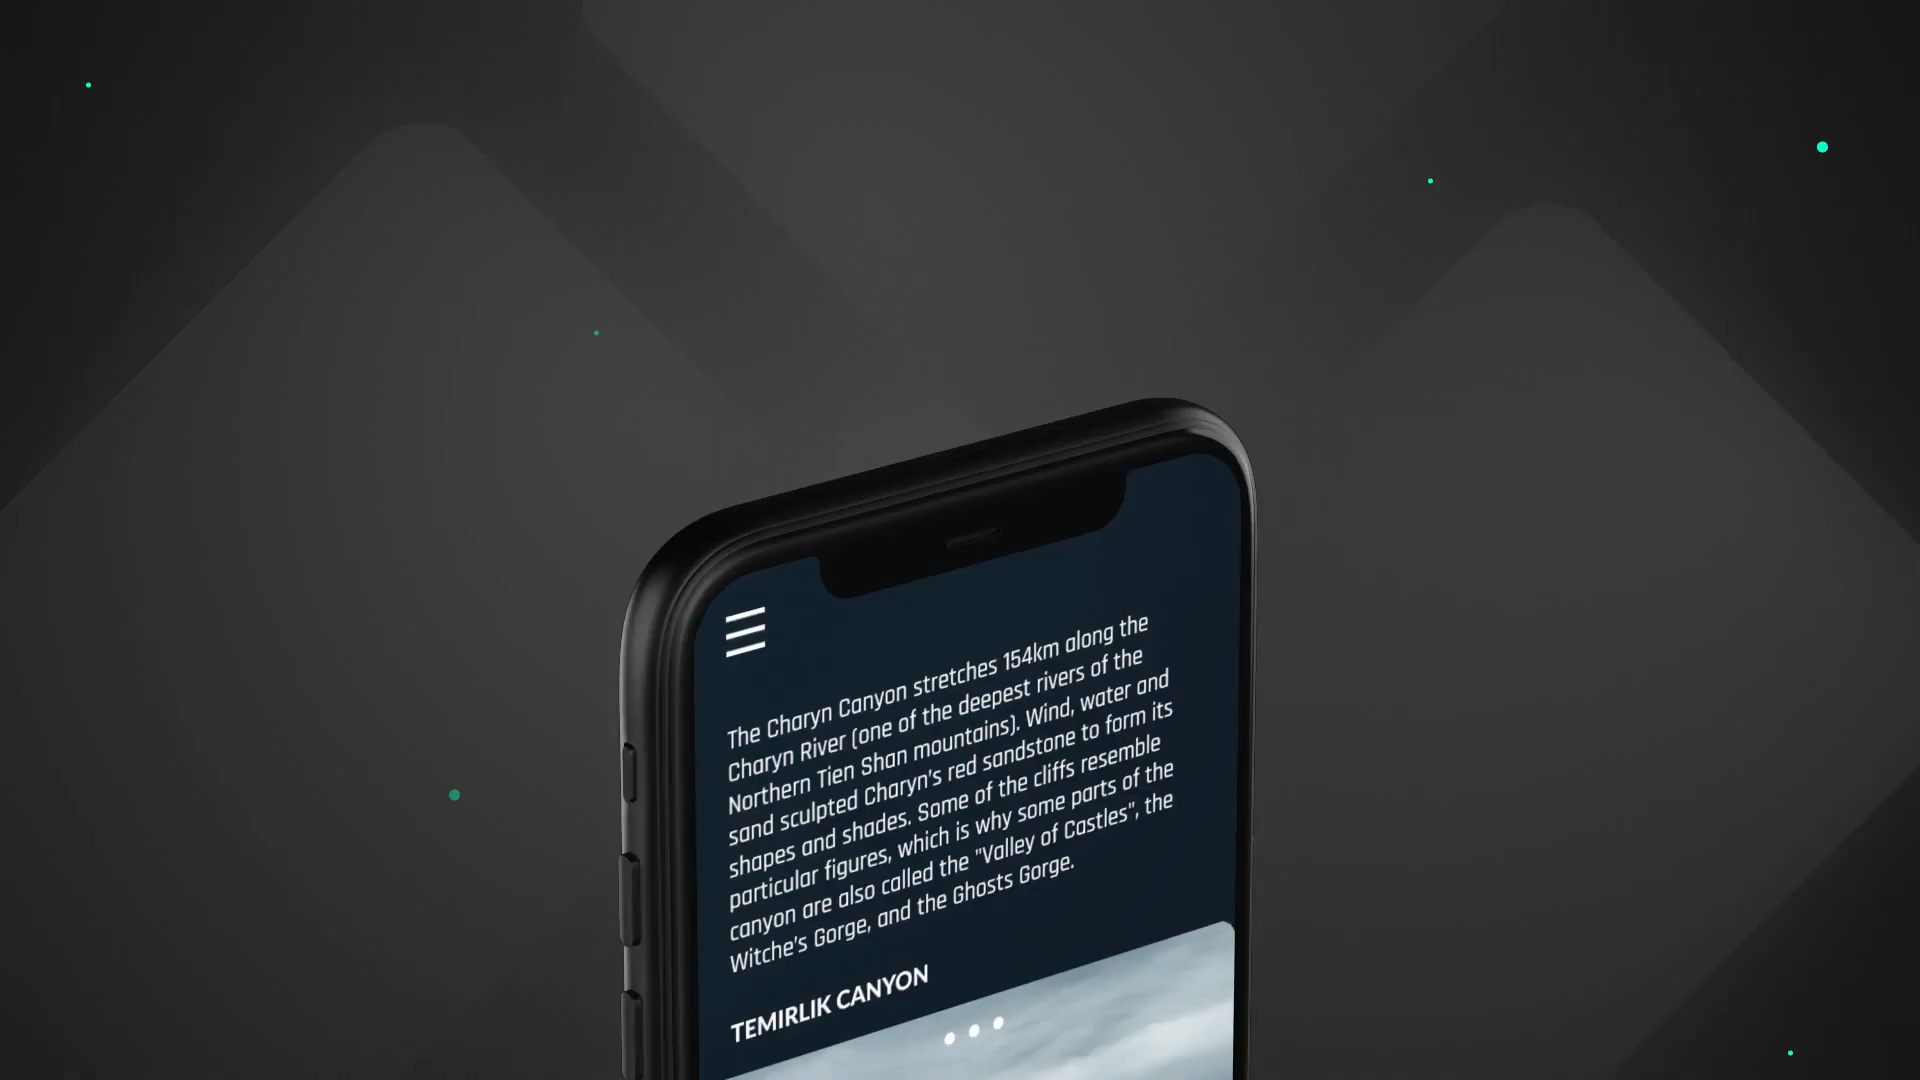 The Charyn Canyon stretches 154km along the
Charyn River (one of the deepest rivers of the
Northern Tien Shan mountains). Wind, water and
sand sculpted Charyn's red sandstone to form its
shapes and shades. Some of the cliffs resemble
particular figures, which is why some parts of the
canyon are also called the "Valley of Castles", the
Witche's Gorge, and the Ghosts Gorge.
TEMIRLIK CANYON